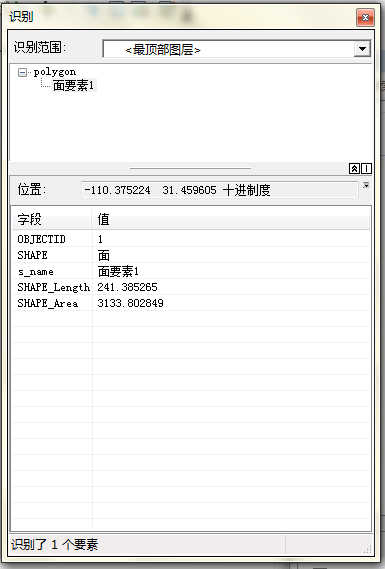 识别
识别范围: <最顶部图层>
polygon
面要素1
位置: -110.375224 31.459605 十进制度
字段 值
OBJECTID 1
SHAPE 面
s_name 面要素1
SHAPE_Length 241.385265
SHAPE_Area 3133.802849
识别了 1 个要素